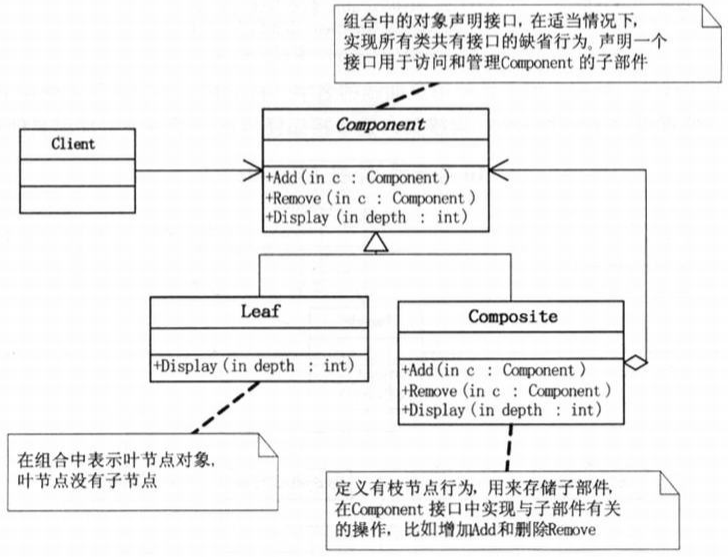 组合中的对象声明接口,在适当情况下,
实现所有类共有接口的缺省行为。声明一个
接口用于访问和管理Component 的子部件
Component
Client
+Add(in c : Component)
+Remove(in c : Component)
+Display(in depth : int)
Leaf
+Display(in depth : int)
Composite
+Add(in c : Component)
+Remove(in c : Component)
+Display(in depth : int)
在组合中表示叶节点对象,
叶节点没有子节点
定义有枝节点行为, 用来存储子部件,
在Component 接口中实现与子部件有关
的操作, 比如增加Add和删除Remove